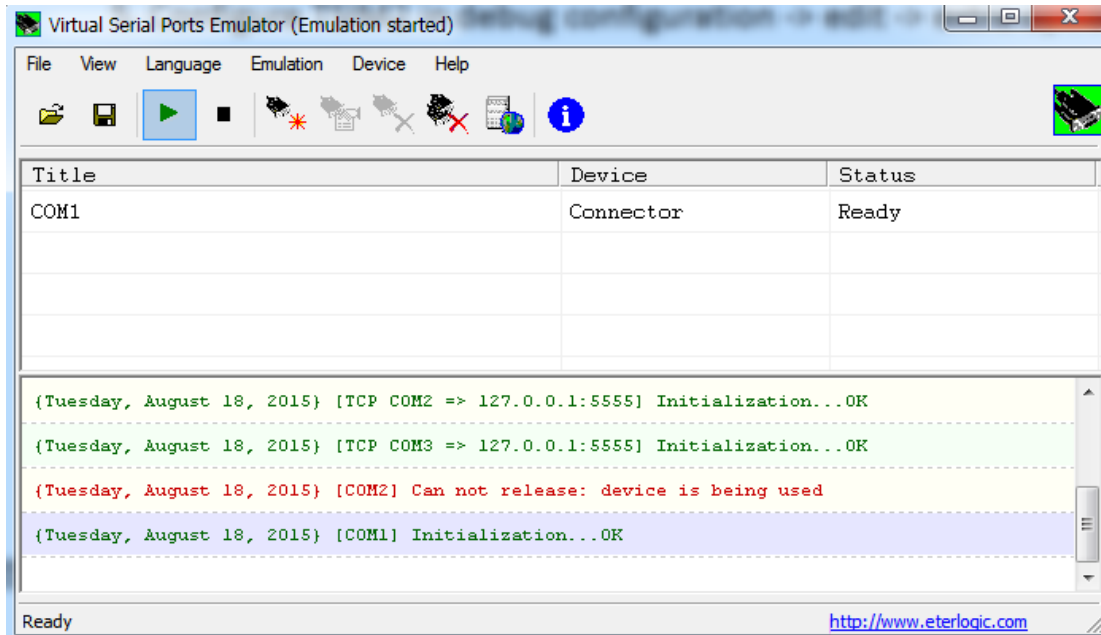 Virtual Serial Ports Emulator (Emulation started)
debug configuration -> edit ->
File View Language Emulation Device Help
Title Device Status
COM1 Connector Ready
{Tuesday, August 18, 2015} [TCP COM2 => 127.0.0.1:5555] Initialization...OK
{Tuesday, August 18, 2015} [TCP COM3 => 127.0.0.1:5555] Initialization...OK
{Tuesday, August 18, 2015} [COM2] Can not release: device is being used
{Tuesday, August 18, 2015} [COM1] Initialization...OK
Ready http://www.eterlogic.com